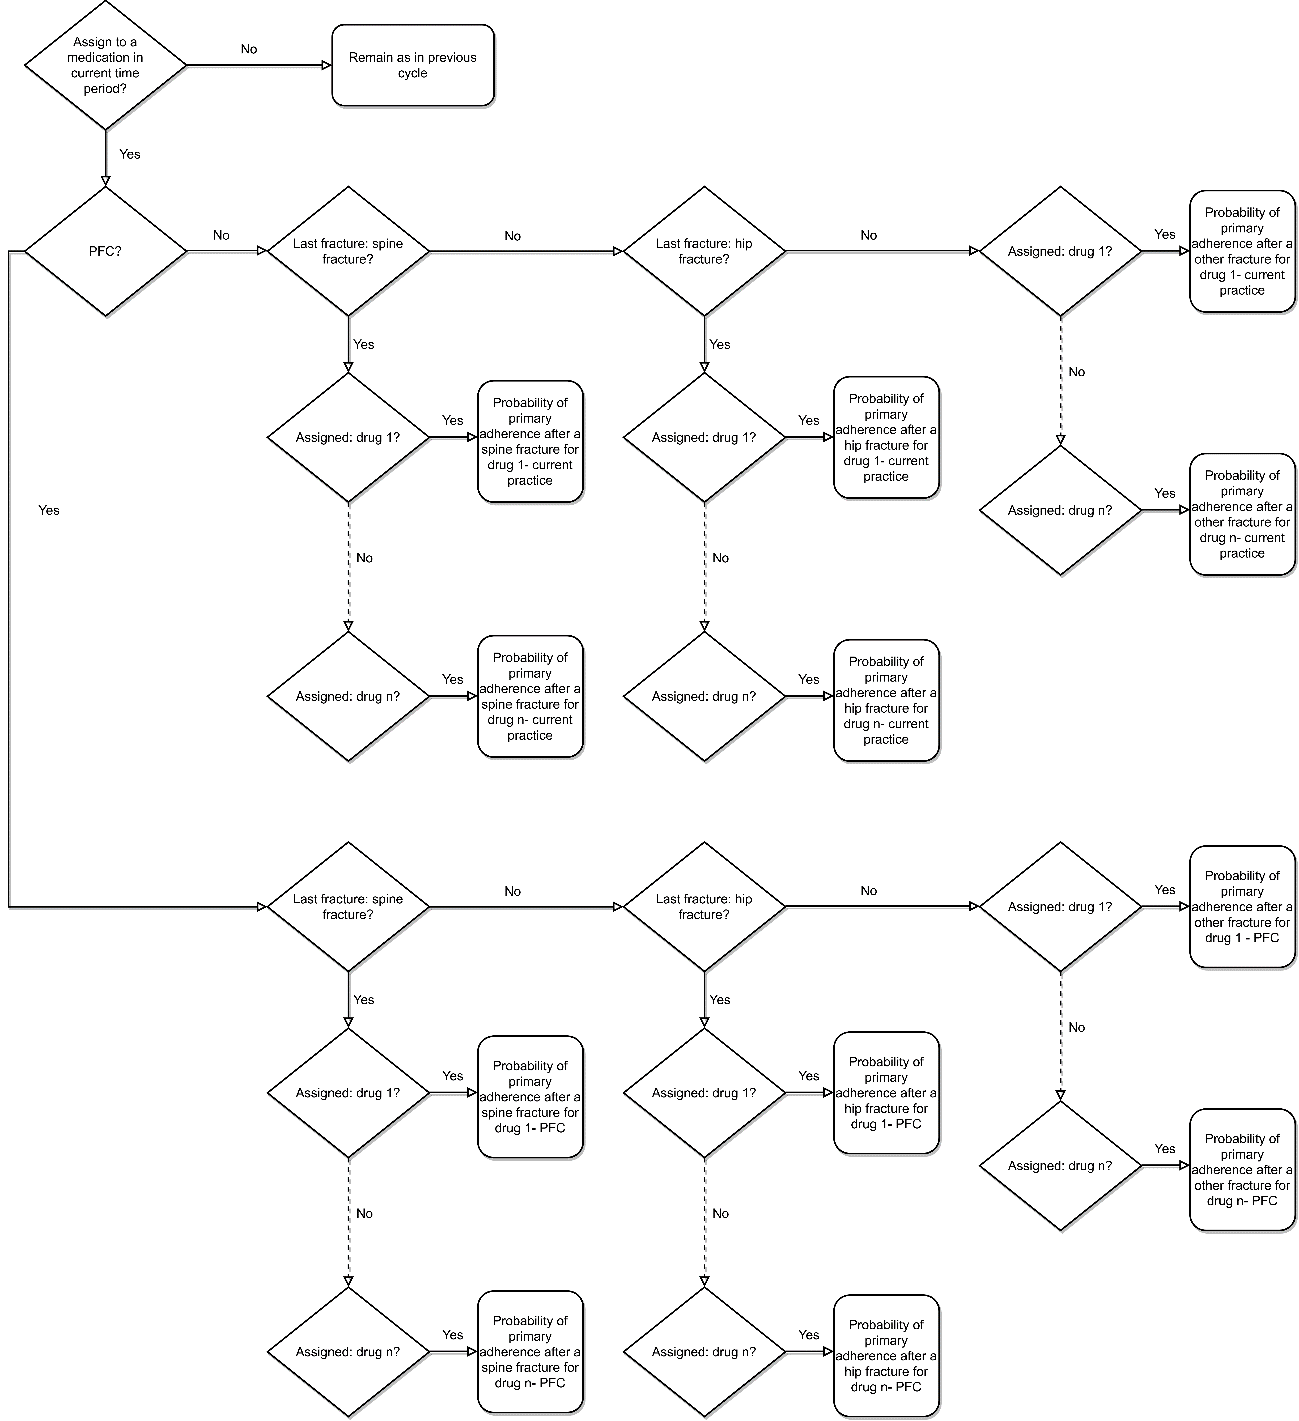 Assign to a
medication in
current time
period?
No
Remain as in previous
cycle
Yes
PFC?
No
Last fracture: spine
fracture?
No
Last fracture: hip
fracture?
No
Assigned: drug 1?
Yes
Probability of
primary
adherence after a
other fracture for
drug 1- current
practice
Yes
Assigned: drug 1?
Yes
Probability of
primary
adherence after a
spine fracture for
drug 1- current
practice
Yes
Assigned: drug 1?
Yes
Probability of
primary
adherence after a
hip fracture for
drug 1- current
practice
No
Assigned: drug n?
Yes
Probability of
primary
adherence after a
other fracture for
drug n- current
practice
Yes
No
Assigned: drug n?
Yes
Probability of
primary
adherence after a
spine fracture for
drug n- current
practice
No
Assigned: drug n?
Yes
Probability of
primary
adherence after a
hip fracture for
drug n- current
practice
Last fracture: spine
fracture?
No
Last fracture: hip
fracture?
No
Assigned: drug 1?
Yes
Probability of
primary
adherence after a
other fracture for
drug 1 - PFC
Yes
Assigned: drug 1?
Yes
Probability of
primary
adherence after a
spine fracture for
drug 1- PFC
Yes
Assigned: drug 1?
Yes
Probability of
primary
adherence after a
hip fracture for
drug 1- PFC
No
Assigned: drug n?
Yes
Probability of
primary
adherence after a
other fracture for
drug n- PFC
No
Assigned: drug n?
Yes
Probability of
primary
adherence after a
spine fracture for
drug n- PFC
No
Assigned: drug n?
Yes
Probability of
primary
adherence after a
hip fracture for
drug n- PFC